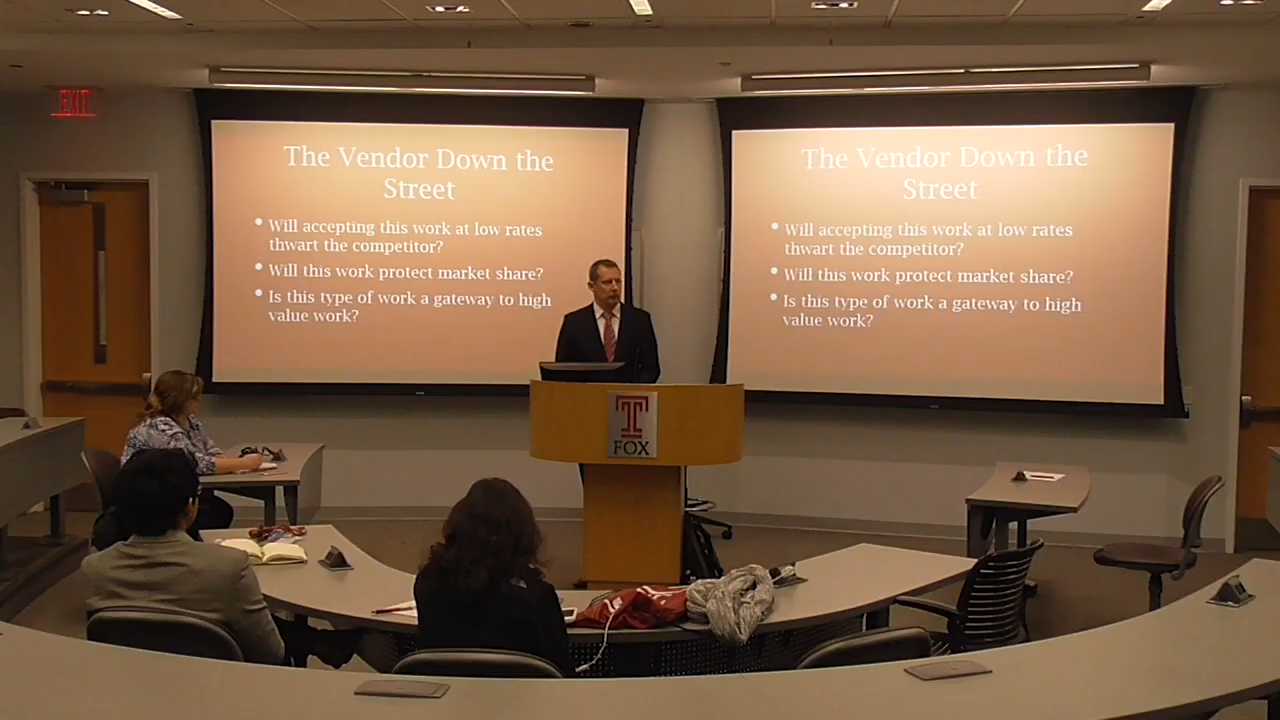 EXIT
The Vendor Down the
Street
• Will accepting this work at low rates
thwart the competitor?
• Will this work protect market share?
• Is this type of work a gateway to high
value work?
The Vendor Down the
Street
• Will accepting this work at low rates
thwart the competitor?
• Will this work protect market share?
• Is this type of work a gateway to high
value work?
T
FOX